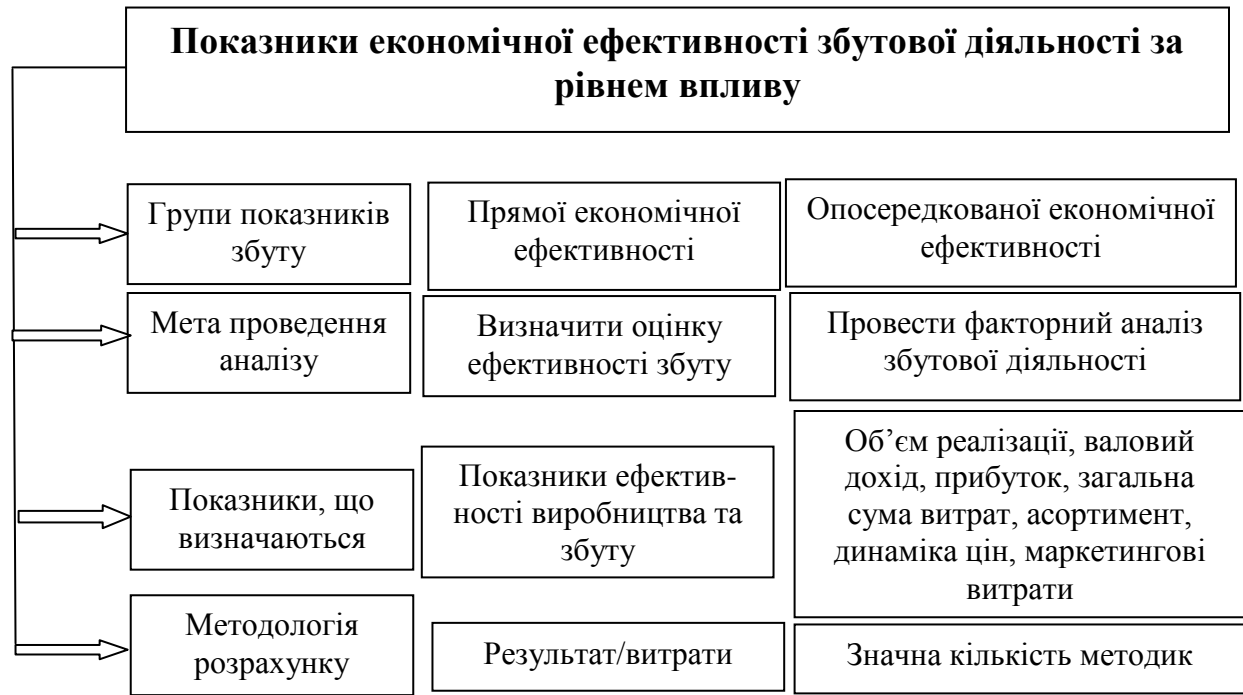 Показники економічної ефективності збутової діяльності за
рівнем впливу
Групи показників
збуту
Прямої економічної
ефективності
Опосередкованої економічної
ефективності
Мета проведення
аналізу
Визначити оцінку
ефективності збуту
Провести факторний аналіз
збутової діяльності
Показники, що
визначаються
Показники ефектив-
ності виробництва та
збуту
Об’єм реалізації, валовий
дохід, прибуток, загальна
сума витрат, асортимент,
динаміка цін, маркетингові
витрати
Методологія
розрахунку
Результат/витрати
Значна кількість методик